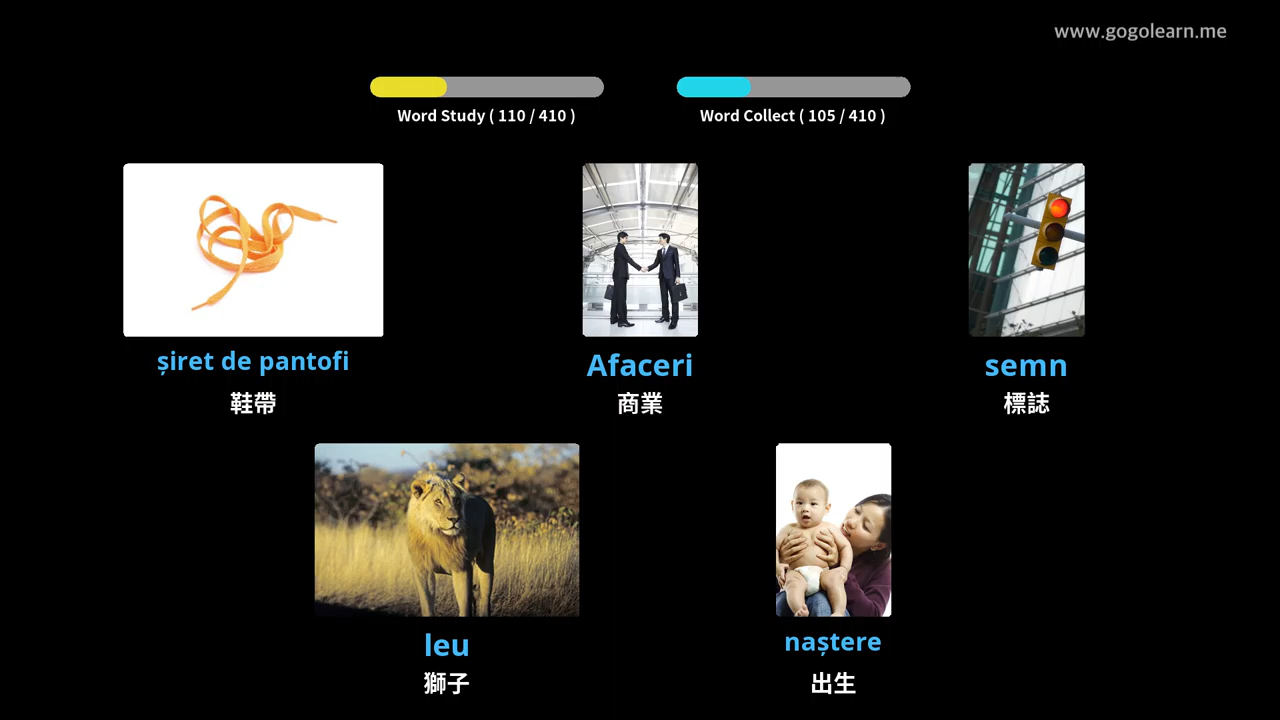 www.gogolearn.me
Word Study ( 110 / 410 )
Word Collect ( 105 / 410 )
șiret de pantofi
鞋帶
Afaceri
商業
semn
標誌
leu
獅子
naștere
出生